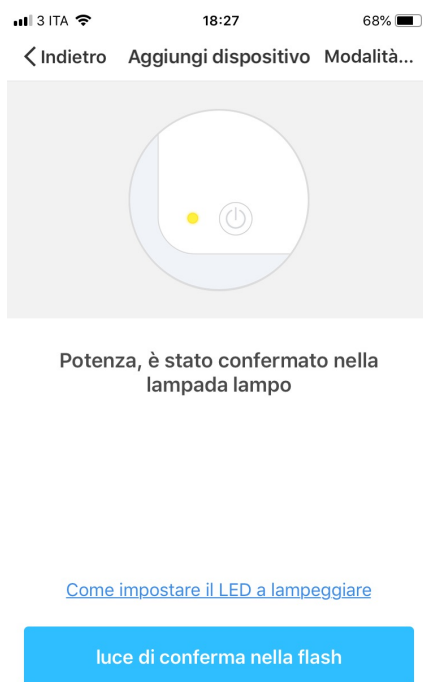 3 ITA 18:27 68%
Indietro Aggiungi dispositivo Modalità...
Potenza, è stato confermato nella
lampada lampo
Come impostare il LED a lampeggiare
luce di conferma nella flash